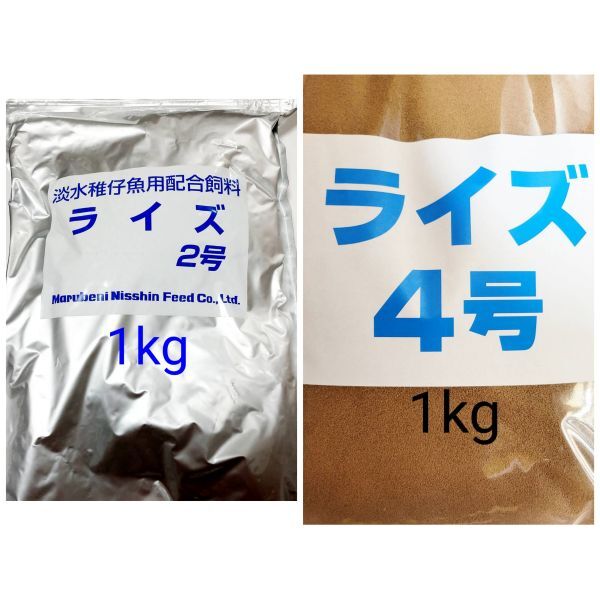 淡水稚仔魚用配合飼料
ライズ
2号
Marubeni Nisshin Feed Co., Ltd.
1kg
ライズ
4号
1kg